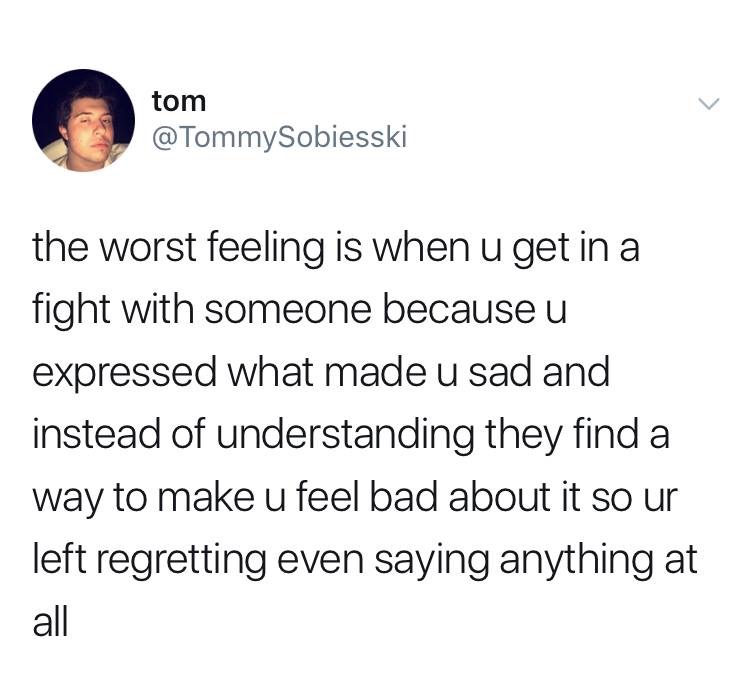 tom
@TommySobiesski
the worst feeling is when u get in a
fight with someone because u
expressed what made u sad and
instead of understanding they find a
way to make u feel bad about it so ur
left regretting even saying anything at
all